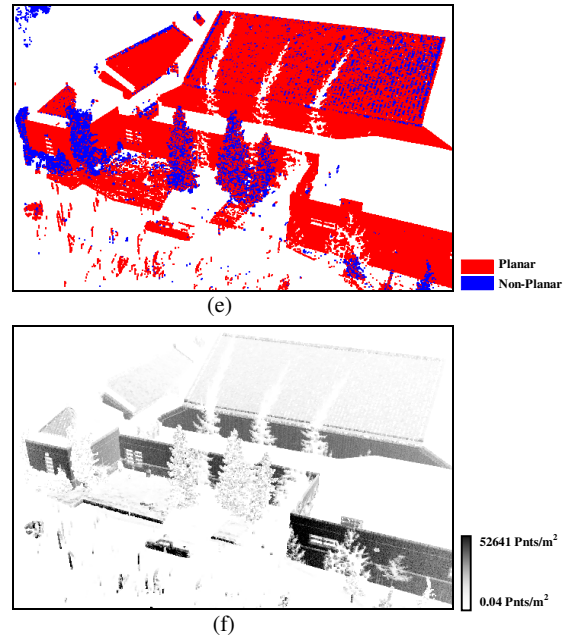 Planar
Non-Planar
(e)
52641 Pnts/m²
0.04 Pnts/m²
(f)